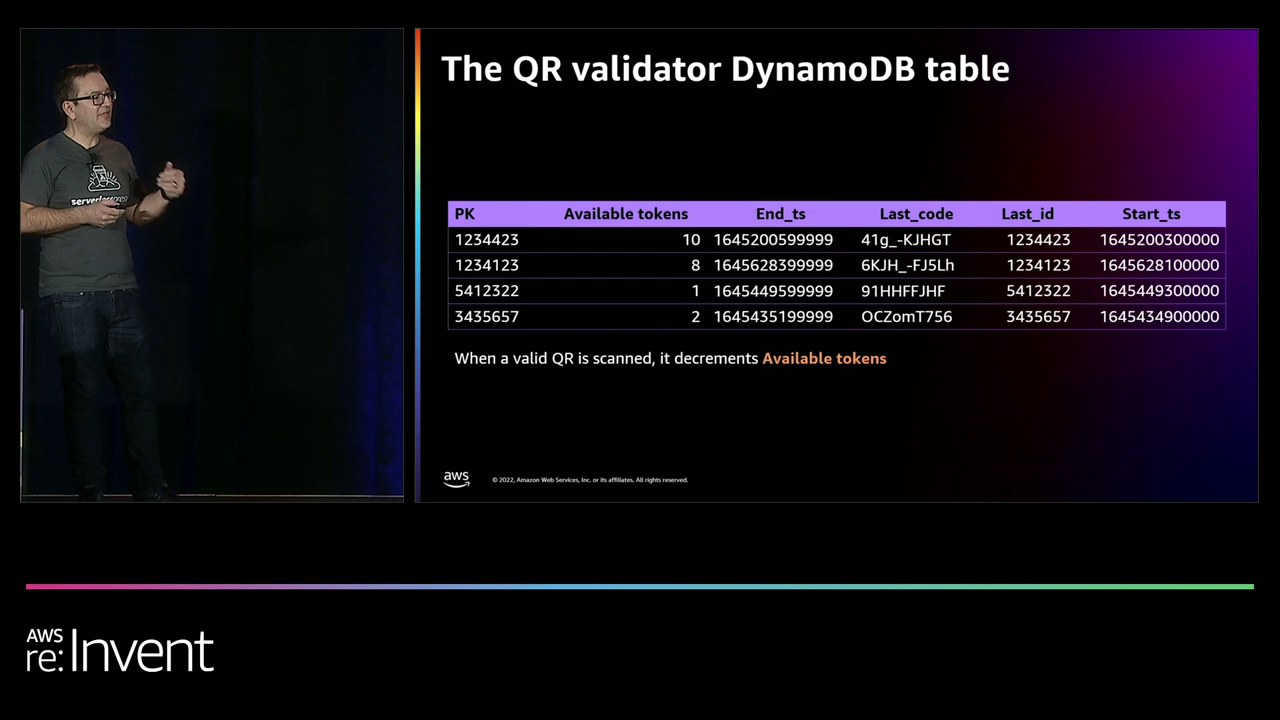 The QR validator DynamoDB table
PK Available tokens End_ts Last_code Last_id Start_ts
1234423 10 1645200599999 41g_-KJHGT 1234423 1645200300000
1234123 8 1645628399999 6KJH_-FJ5Lh 1234123 1645628100000
5412322 1 1645449599999 91HHFFJHF 5412322 1645449300000
3435657 2 1645435199999 OCZomT756 3435657 1645434900000
When a valid QR is scanned, it decrements Available tokens
aws © 2022, Amazon Web Services, Inc. or its affiliates. All rights reserved.
AWS
re:Invent